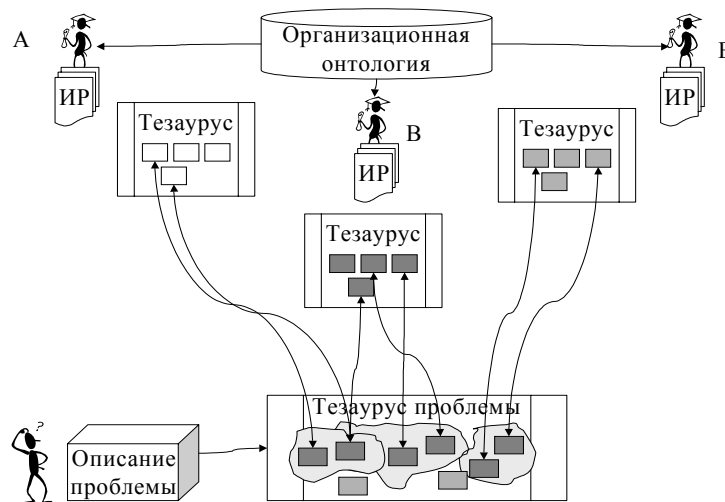 Организационная
онтология
А
В
ИР
ИР
ИР
Тезаурус
Тезаурус
Тезаурус
Тезаурус проблемы
?
Описание
проблемы